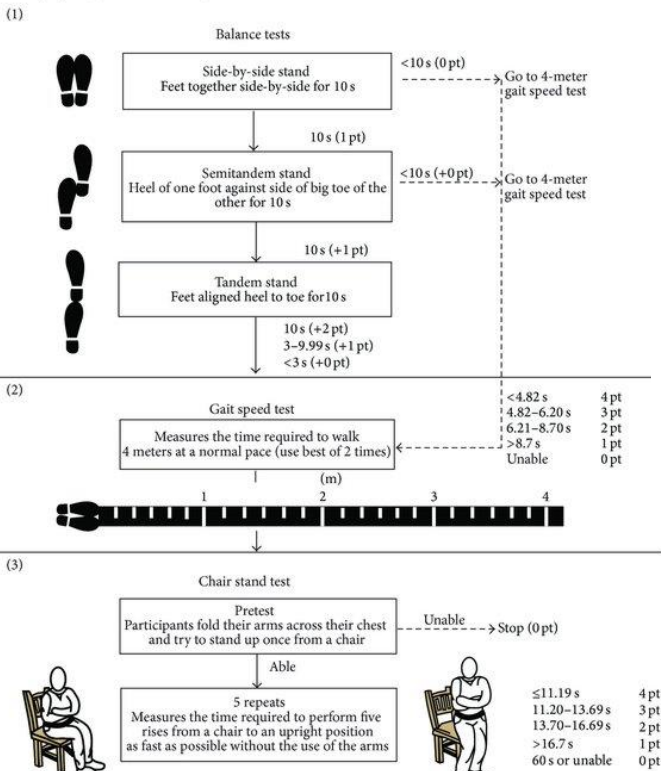 (1)
Balance tests
Side-by-side stand
Feet together side-by-side for 10 s
<10 s (0 pt)
Go to 4-meter
gait speed test
10 s (1 pt)
Semitandem stand
Heel of one foot against side of big toe of the
other for 10 s
<10 s (+0 pt)
Go to 4-meter
gait speed test
10 s (+1 pt)
Tandem stand
Feet aligned heel to toe for10 s
10 s (+2 pt)
3–9.99 s (+1 pt)
<3 s (+0 pt)
(2)
Gait speed test
Measures the time required to walk
4 meters at a normal pace (use best of 2 times)
<4.82 s 4 pt
4.82–6.20 s 3 pt
6.21–8.70 s 2 pt
>8.7 s 1 pt
Unable 0 pt
(m)
1 2 3 4
(3)
Chair stand test
Pretest
Participants fold their arms across their chest
and try to stand up once from a chair
Unable
Stop (0 pt)
Able
5 repeats
Measures the time required to perform five
rises from a chair to an upright position
as fast as possible without the use of the arms
≤11.19 s 4 pt
11.20–13.69 s 3 pt
13.70–16.69 s 2 pt
>16.7 s 1 pt
60 s or unable 0 pt